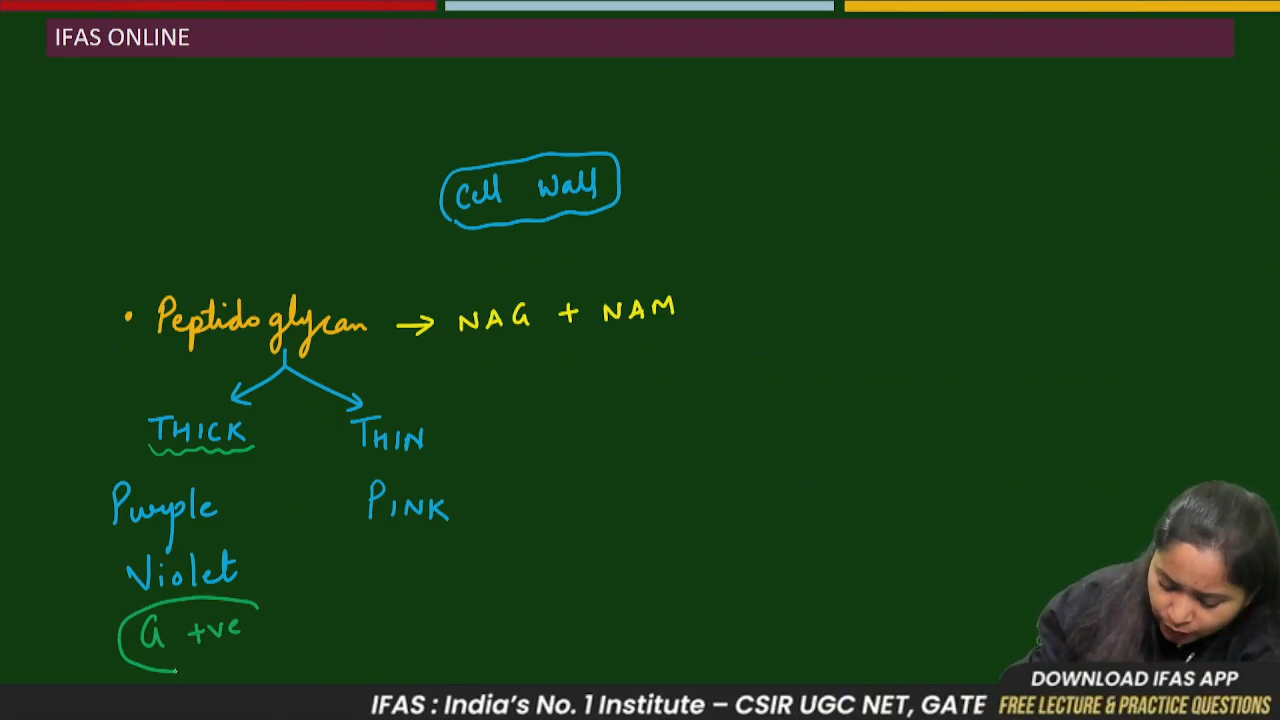 IFAS ONLINE
Cell Wall
• Peptidoglycan → NAG + NAM
THICK THIN
Purple PINK
Violet
G +ve
DOWNLOAD IFAS APP
IFAS : India's No. 1 Institute – CSIR UGC NET, GATE FREE LECTURE & PRACTICE QUESTIONS